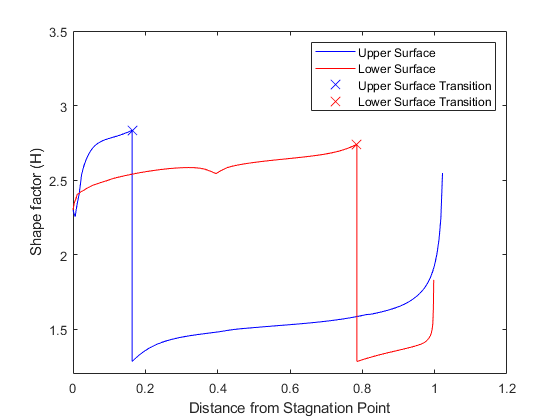 3.5
3
2.5
2
1.5
Shape factor (H)
Upper Surface
Lower Surface
Upper Surface Transition
Lower Surface Transition
0
0.2
0.4
0.6
0.8
1
1.2
Distance from Stagnation Point